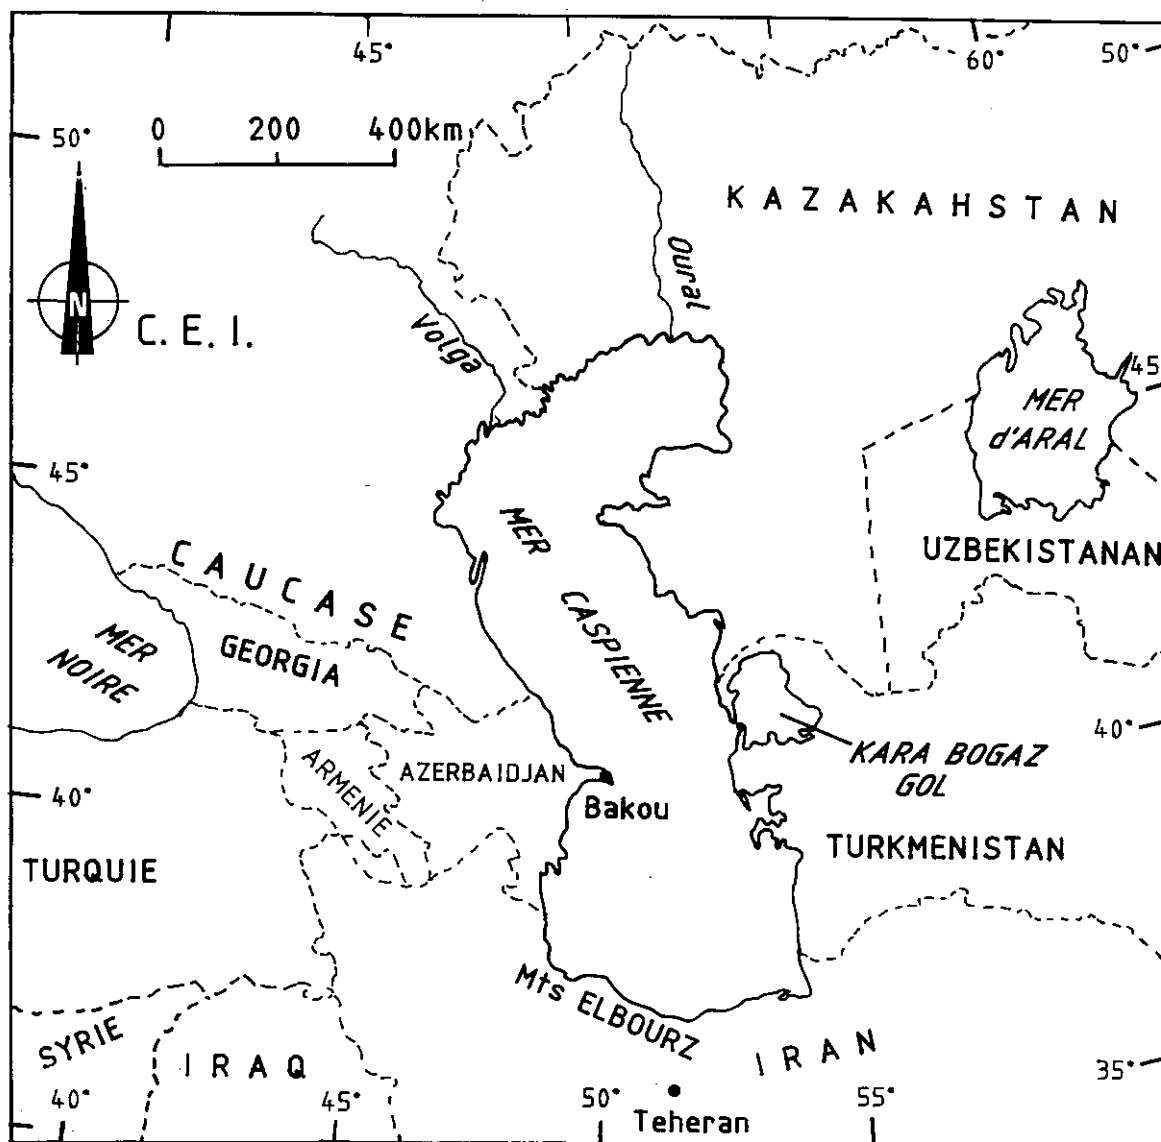 45°
60°
50°
0 200 400km
50°
KAZAKAHSTAN
Oural
N
C. E. I.
Volga
45
MER
d'ARAL
45°
MER
CASPIENNE
UZBEKISTANAN
CAUCASE
GEORGIA
MER
NOIRE
40°
KARA BOGAZ
GOL
ARMENIE
AZERBAIDJAN
40°
Bakou
TURKMENISTAN
TURQUIE
Mts ELBOURZ
SYRIE
IRAQ
IRAN
35°
40°
45°
50°
55°
Teheran